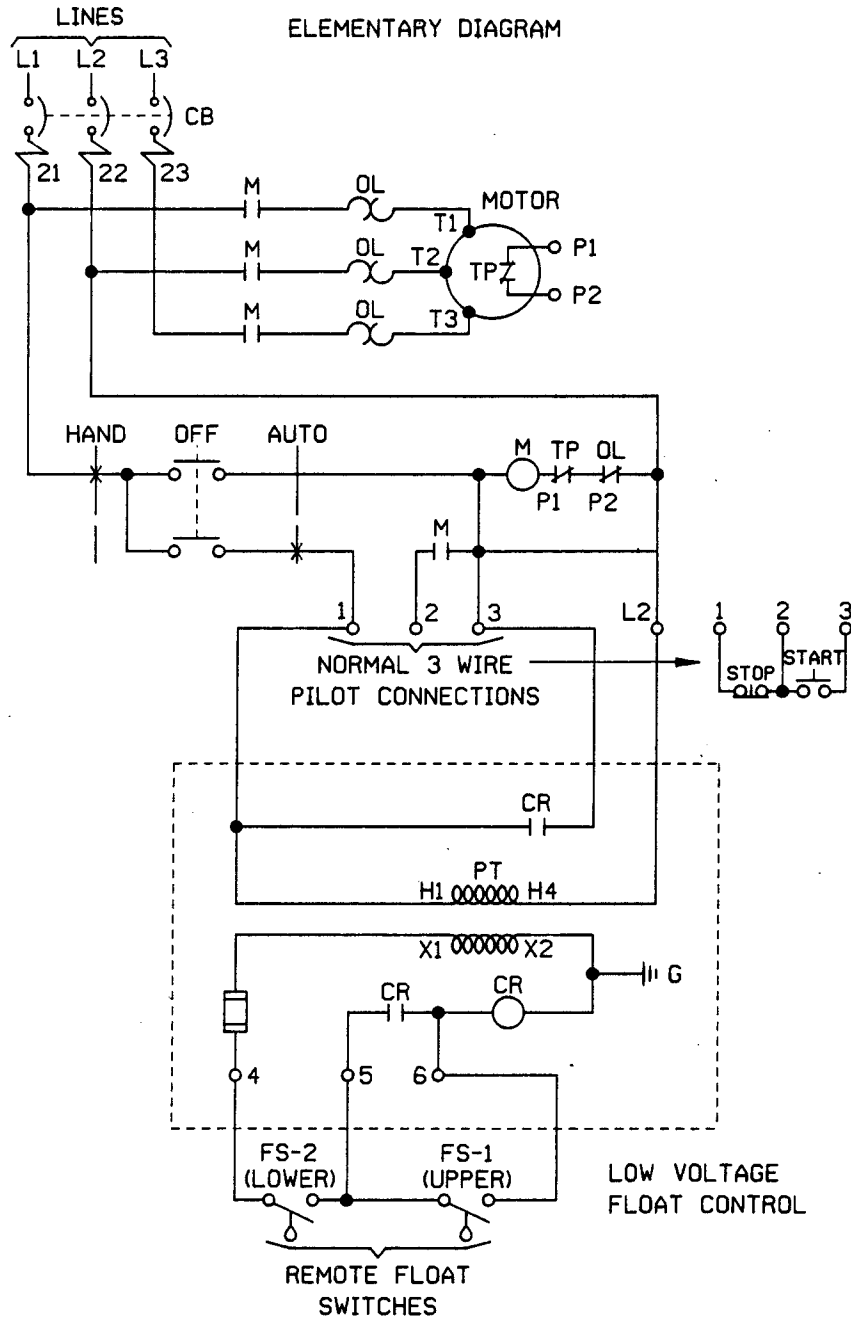 LINES
ELEMENTARY DIAGRAM
L1 L2 L3
CB
21 22 23
M OL
MOTOR
T1
M OL T2 TP P1
P2
M OL T3
HAND OFF AUTO
M TP OL
P1 P2
M
1 2 3 L2 1 2 3
NORMAL 3 WIRE
PILOT CONNECTIONS
STOP START
CR
PT
H1 H4
X1 X2
G
CR CR
4 5 6
FS-2 FS-1
(LOWER) (UPPER)
LOW VOLTAGE
FLOAT CONTROL
REMOTE FLOAT
SWITCHES